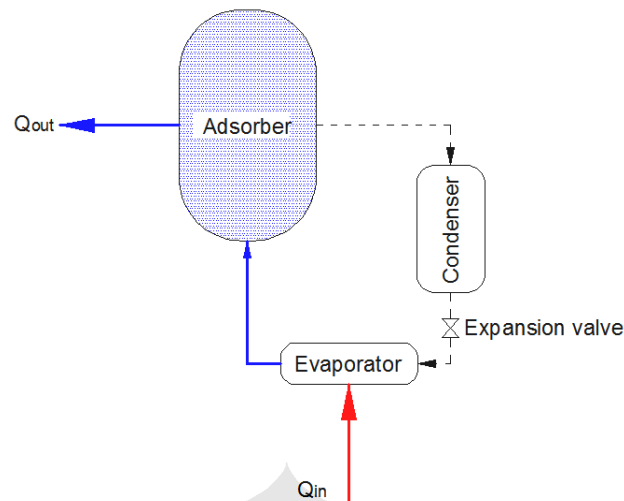 Qout
Adsorber
Condenser
Expansion valve
Evaporator
Qin